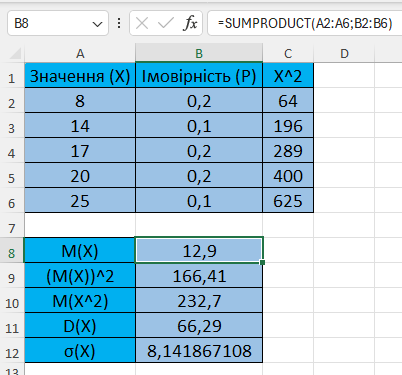 B8 fx =SUMPRODUCT(A2:A6;B2:B6)
A B C D
1 Значення (X) Імовірність (P) X^2
2 8 0,2 64
3 14 0,1 196
4 17 0,2 289
5 20 0,2 400
6 25 0,1 625
7
8 M(X) 12,9
9 (M(X))^2 166,41
10 M(X^2) 232,7
11 D(X) 66,29
12 σ(X) 8,141867108
13